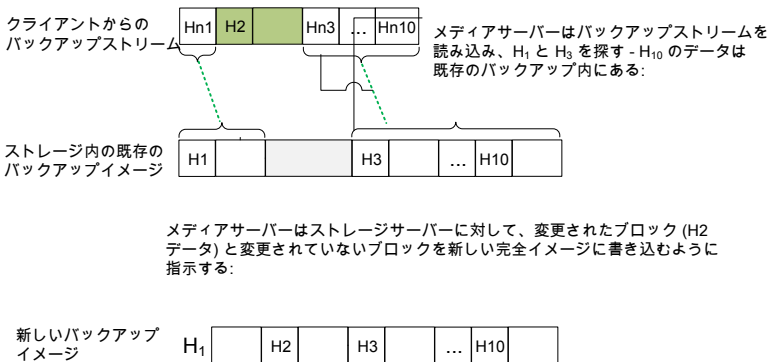 クライアントからの
バックアップストリーム
Hn1 H2 Hn3 ... Hn10
メディアサーバーはバックアップストリームを
読み込み、H₁ と H₃ を探す - H₁₀ のデータは
既存のバックアップ内にある:
ストレージ内の既存の
バックアップイメージ
H1 H3 ... H10
メディアサーバーはストレージサーバーに対して、変更されたブロック (H2
データ) と変更されていないブロックを新しい完全イメージに書き込むように
指示する:
新しいバックアップ
イメージ
H₁ H2 H3 ... H10